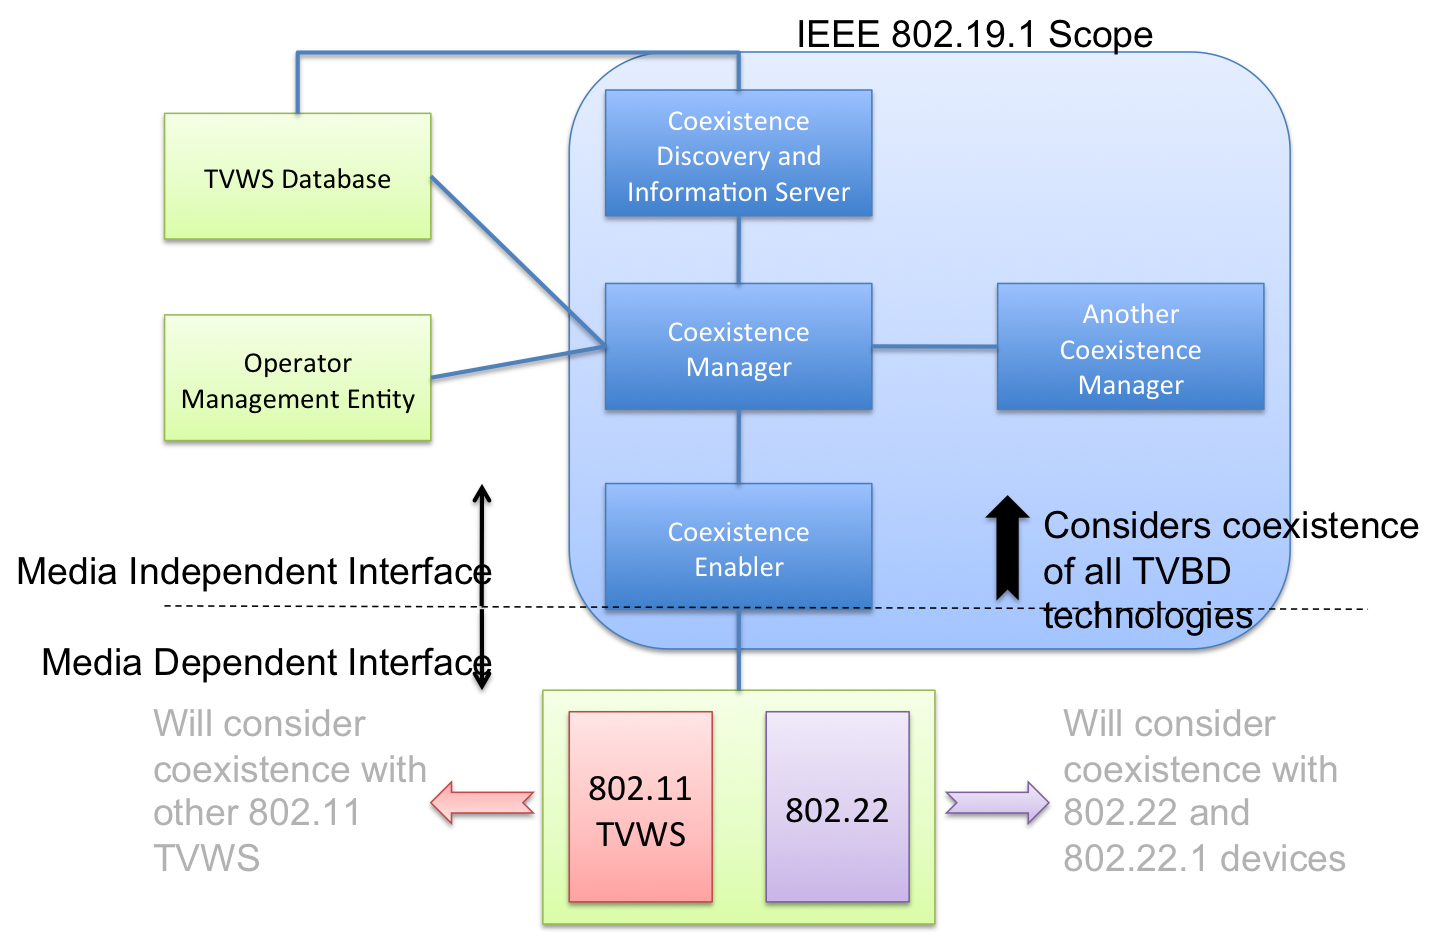 IEEE 802.19.1 Scope
Coexistence
Discovery and
Information Server
TVWS Database
Coexistence
Manager
Another
Coexistence
Manager
Operator
Management Entity
Coexistence
Enabler
Considers coexistence
of all TVBD
technologies
Media Independent Interface
Media Dependent Interface
Will consider
coexistence with
other 802.11
TVWS
802.11
TVWS
802.22
Will consider
coexistence with
802.22 and
802.22.1 devices